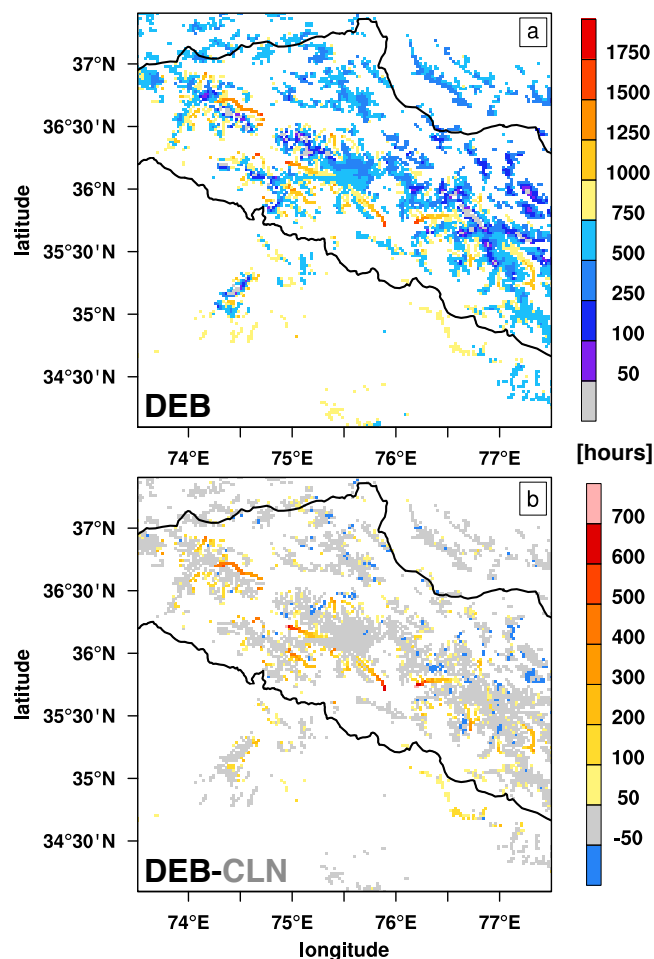 a
37°N
36°30'N
36°N
35°30'N
35°N
34°30'N
latitude
DEB
74°E
75°E
76°E
77°E
1750
1500
1250
1000
750
500
250
100
50
[hours]
b
37°N
36°30'N
36°N
35°30'N
35°N
34°30'N
latitude
DEB-CLN
74°E
75°E
76°E
77°E
longitude
700
600
500
400
300
200
100
50
-50